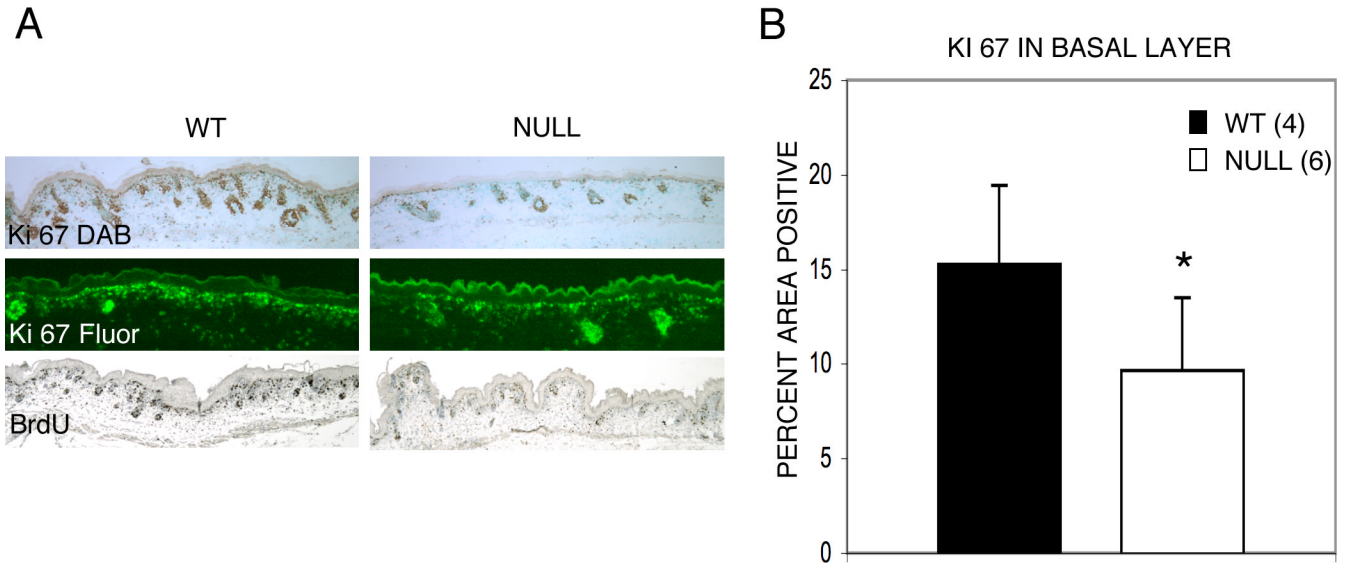 A
WT
NULL
Ki 67 DAB
Ki 67 Fluor
BrdU
B
KI 67 IN BASAL LAYER
PERCENT AREA POSITIVE
25
20
15
10
5
0
WT (4)
NULL (6)
*